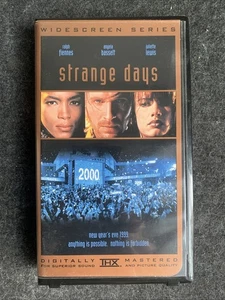 WIDESCREEN SERIES
ralph fiennes angela bassett juliette lewis
strange days
2000
new year's eve 1999
anything is possible. nothing is forbidden.
DIGITALLY THX MASTERED
FOR SUPERIOR SOUND AND PICTURE QUALITY